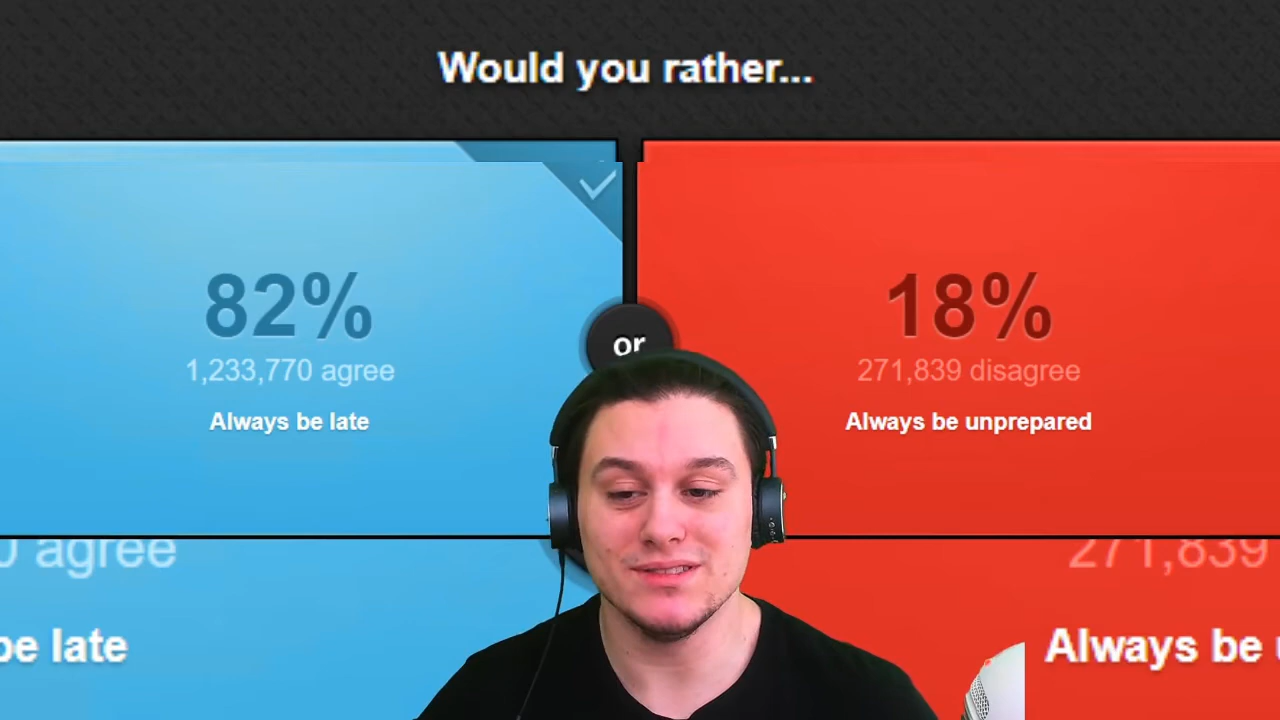 Would you rather...
82%
1,233,770 agree
Always be late
or
18%
271,839 disagree
Always be unprepared
agree
be late
271,839
Always be